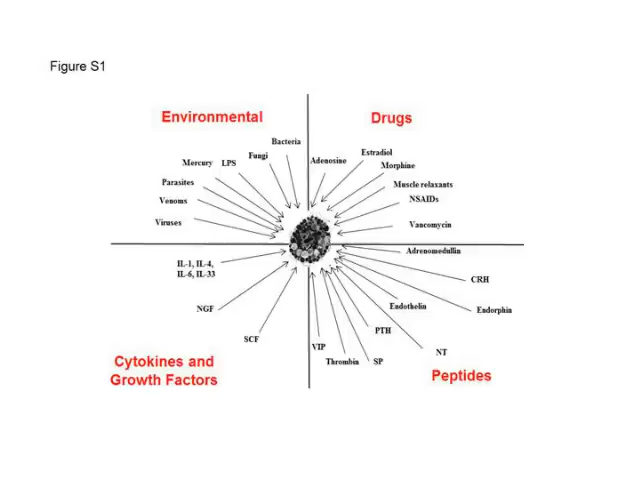 Figure S1
Environmental
Drugs
Bacteria
Fungi
Mercury
LPS
Parasites
Venoms
Viruses
Adenosine
Estradiol
Morphine
Muscle relaxants
NSAIDs
Vancomycin
IL-1, IL-4,
IL-6, IL-33
NGF
SCF
Adrenomedullin
CRH
Endorphin
Endothelin
PTH
NT
VIP
Thrombin
SP
Cytokines and
Growth Factors
Peptides